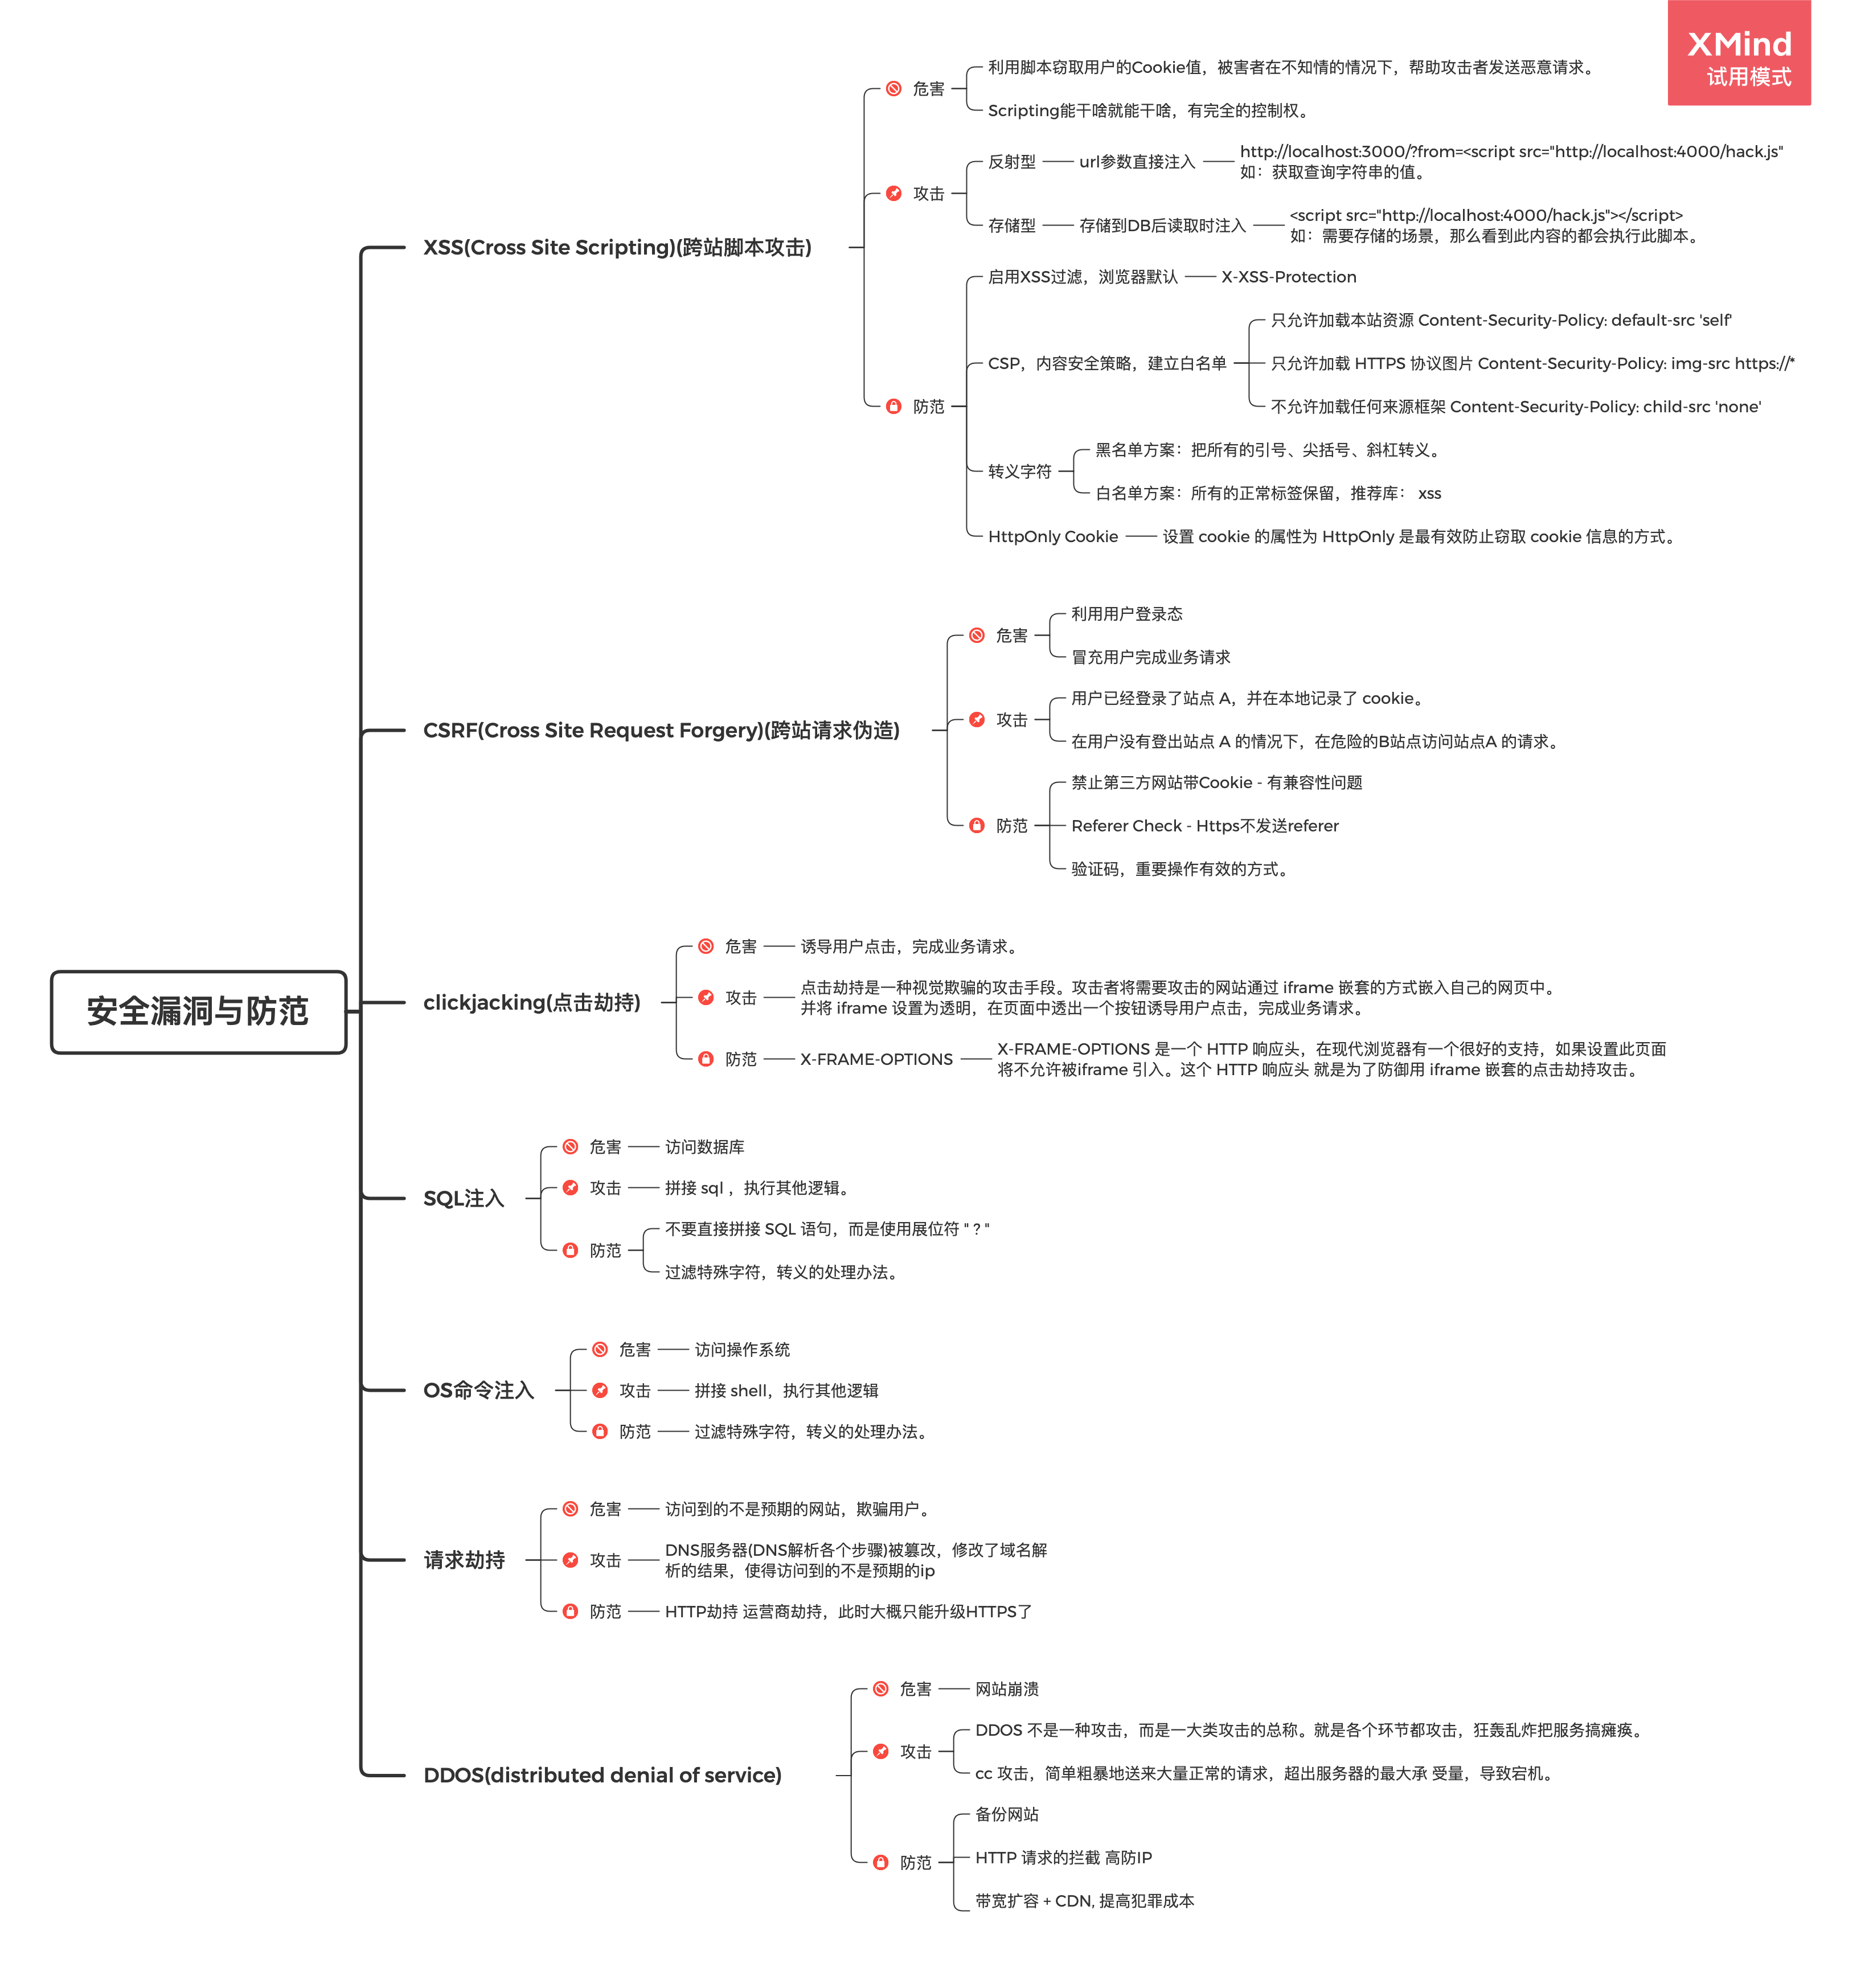 XMind
试用模式
安全漏洞与防范
XSS(Cross Site Scripting)(跨站脚本攻击)
危害
利用脚本窃取用户的Cookie值，被害者在不知情的情况下，帮助攻击者发送恶意请求。
Scripting能干啥就能干啥，有完全的控制权。
攻击
反射型
url参数直接注入
http://localhost:3000/?from=<script src="http://localhost:4000/hack.js"
如：获取查询字符串的值。
存储型
存储到DB后读取时注入
<script src="http://localhost:4000/hack.js"></script>
如：需要存储的场景，那么看到此内容的都会执行此脚本。
防范
启用XSS过滤，浏览器默认
X-XSS-Protection
CSP，内容安全策略，建立白名单
只允许加载本站资源 Content-Security-Policy: default-src 'self'
只允许加载 HTTPS 协议图片 Content-Security-Policy: img-src https://*
不允许加载任何来源框架 Content-Security-Policy: child-src 'none'
转义字符
黑名单方案：把所有的引号、尖括号、斜杠转义。
白名单方案：所有的正常标签保留，推荐库： xss
HttpOnly Cookie
设置 cookie 的属性为 HttpOnly 是最有效防止窃取 cookie 信息的方式。
CSRF(Cross Site Request Forgery)(跨站请求伪造)
危害
利用用户登录态
冒充用户完成业务请求
攻击
用户已经登录了站点 A，并在本地记录了 cookie。
在用户没有登出站点 A 的情况下，在危险的B站点访问站点A 的请求。
防范
禁止第三方网站带Cookie - 有兼容性问题
Referer Check - Https不发送referer
验证码，重要操作有效的方式。
clickjacking(点击劫持)
危害
诱导用户点击，完成业务请求。
攻击
点击劫持是一种视觉欺骗的攻击手段。攻击者将需要攻击的网站通过 iframe 嵌套的方式嵌入自己的网页中。
并将 iframe 设置为透明，在页面中透出一个按钮诱导用户点击，完成业务请求。
防范
X-FRAME-OPTIONS
X-FRAME-OPTIONS 是一个 HTTP 响应头，在现代浏览器有一个很好的支持，如果设置此页面
将不允许被iframe 引入。这个 HTTP 响应头 就是为了防御用 iframe 嵌套的点击劫持攻击。
SQL注入
危害
访问数据库
攻击
拼接 sql ，执行其他逻辑。
防范
不要直接拼接 SQL 语句，而是使用展位符 " ? "
过滤特殊字符，转义的处理办法。
OS命令注入
危害
访问操作系统
攻击
拼接 shell，执行其他逻辑
防范
过滤特殊字符，转义的处理办法。
请求劫持
危害
访问到的不是预期的网站，欺骗用户。
攻击
DNS服务器(DNS解析各个步骤)被篡改，修改了域名解
析的结果，使得访问到的不是预期的ip
防范
HTTP劫持 运营商劫持，此时大概只能升级HTTPS了
DDOS(distributed denial of service)
危害
网站崩溃
攻击
DDOS 不是一种攻击，而是一大类攻击的总称。就是各个环节都攻击，狂轰乱炸把服务搞瘫痪。
cc 攻击，简单粗暴地送来大量正常的请求，超出服务器的最大承 受量，导致宕机。
防范
备份网站
HTTP 请求的拦截 高防IP
带宽扩容 + CDN, 提高犯罪成本